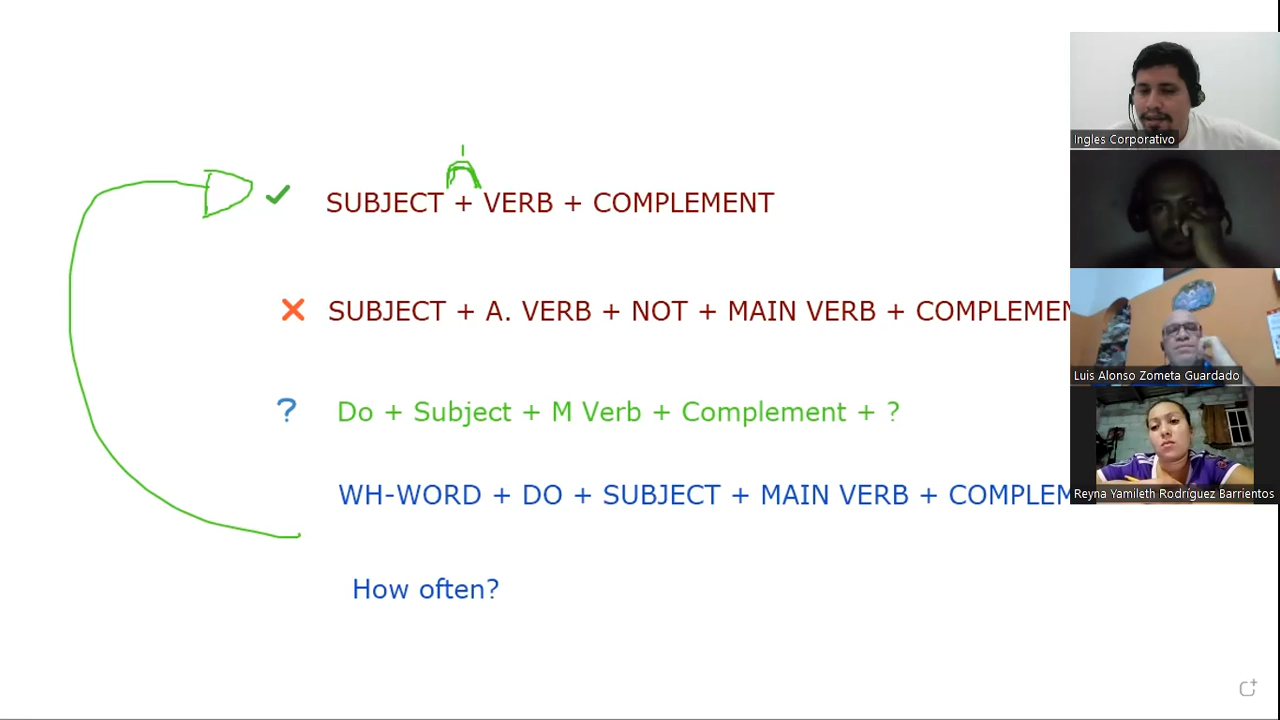 SUBJECT + VERB + COMPLEMENT
SUBJECT + A. VERB + NOT + MAIN VERB + COMPLEMEN
? Do + Subject + M Verb + Complement + ?
WH-WORD + DO + SUBJECT + MAIN VERB + COMPLEM
How often?
Ingles Corporativo
Luis Alonso Zometa Guardado
Reyna Yamileth Rodríguez Barrientos